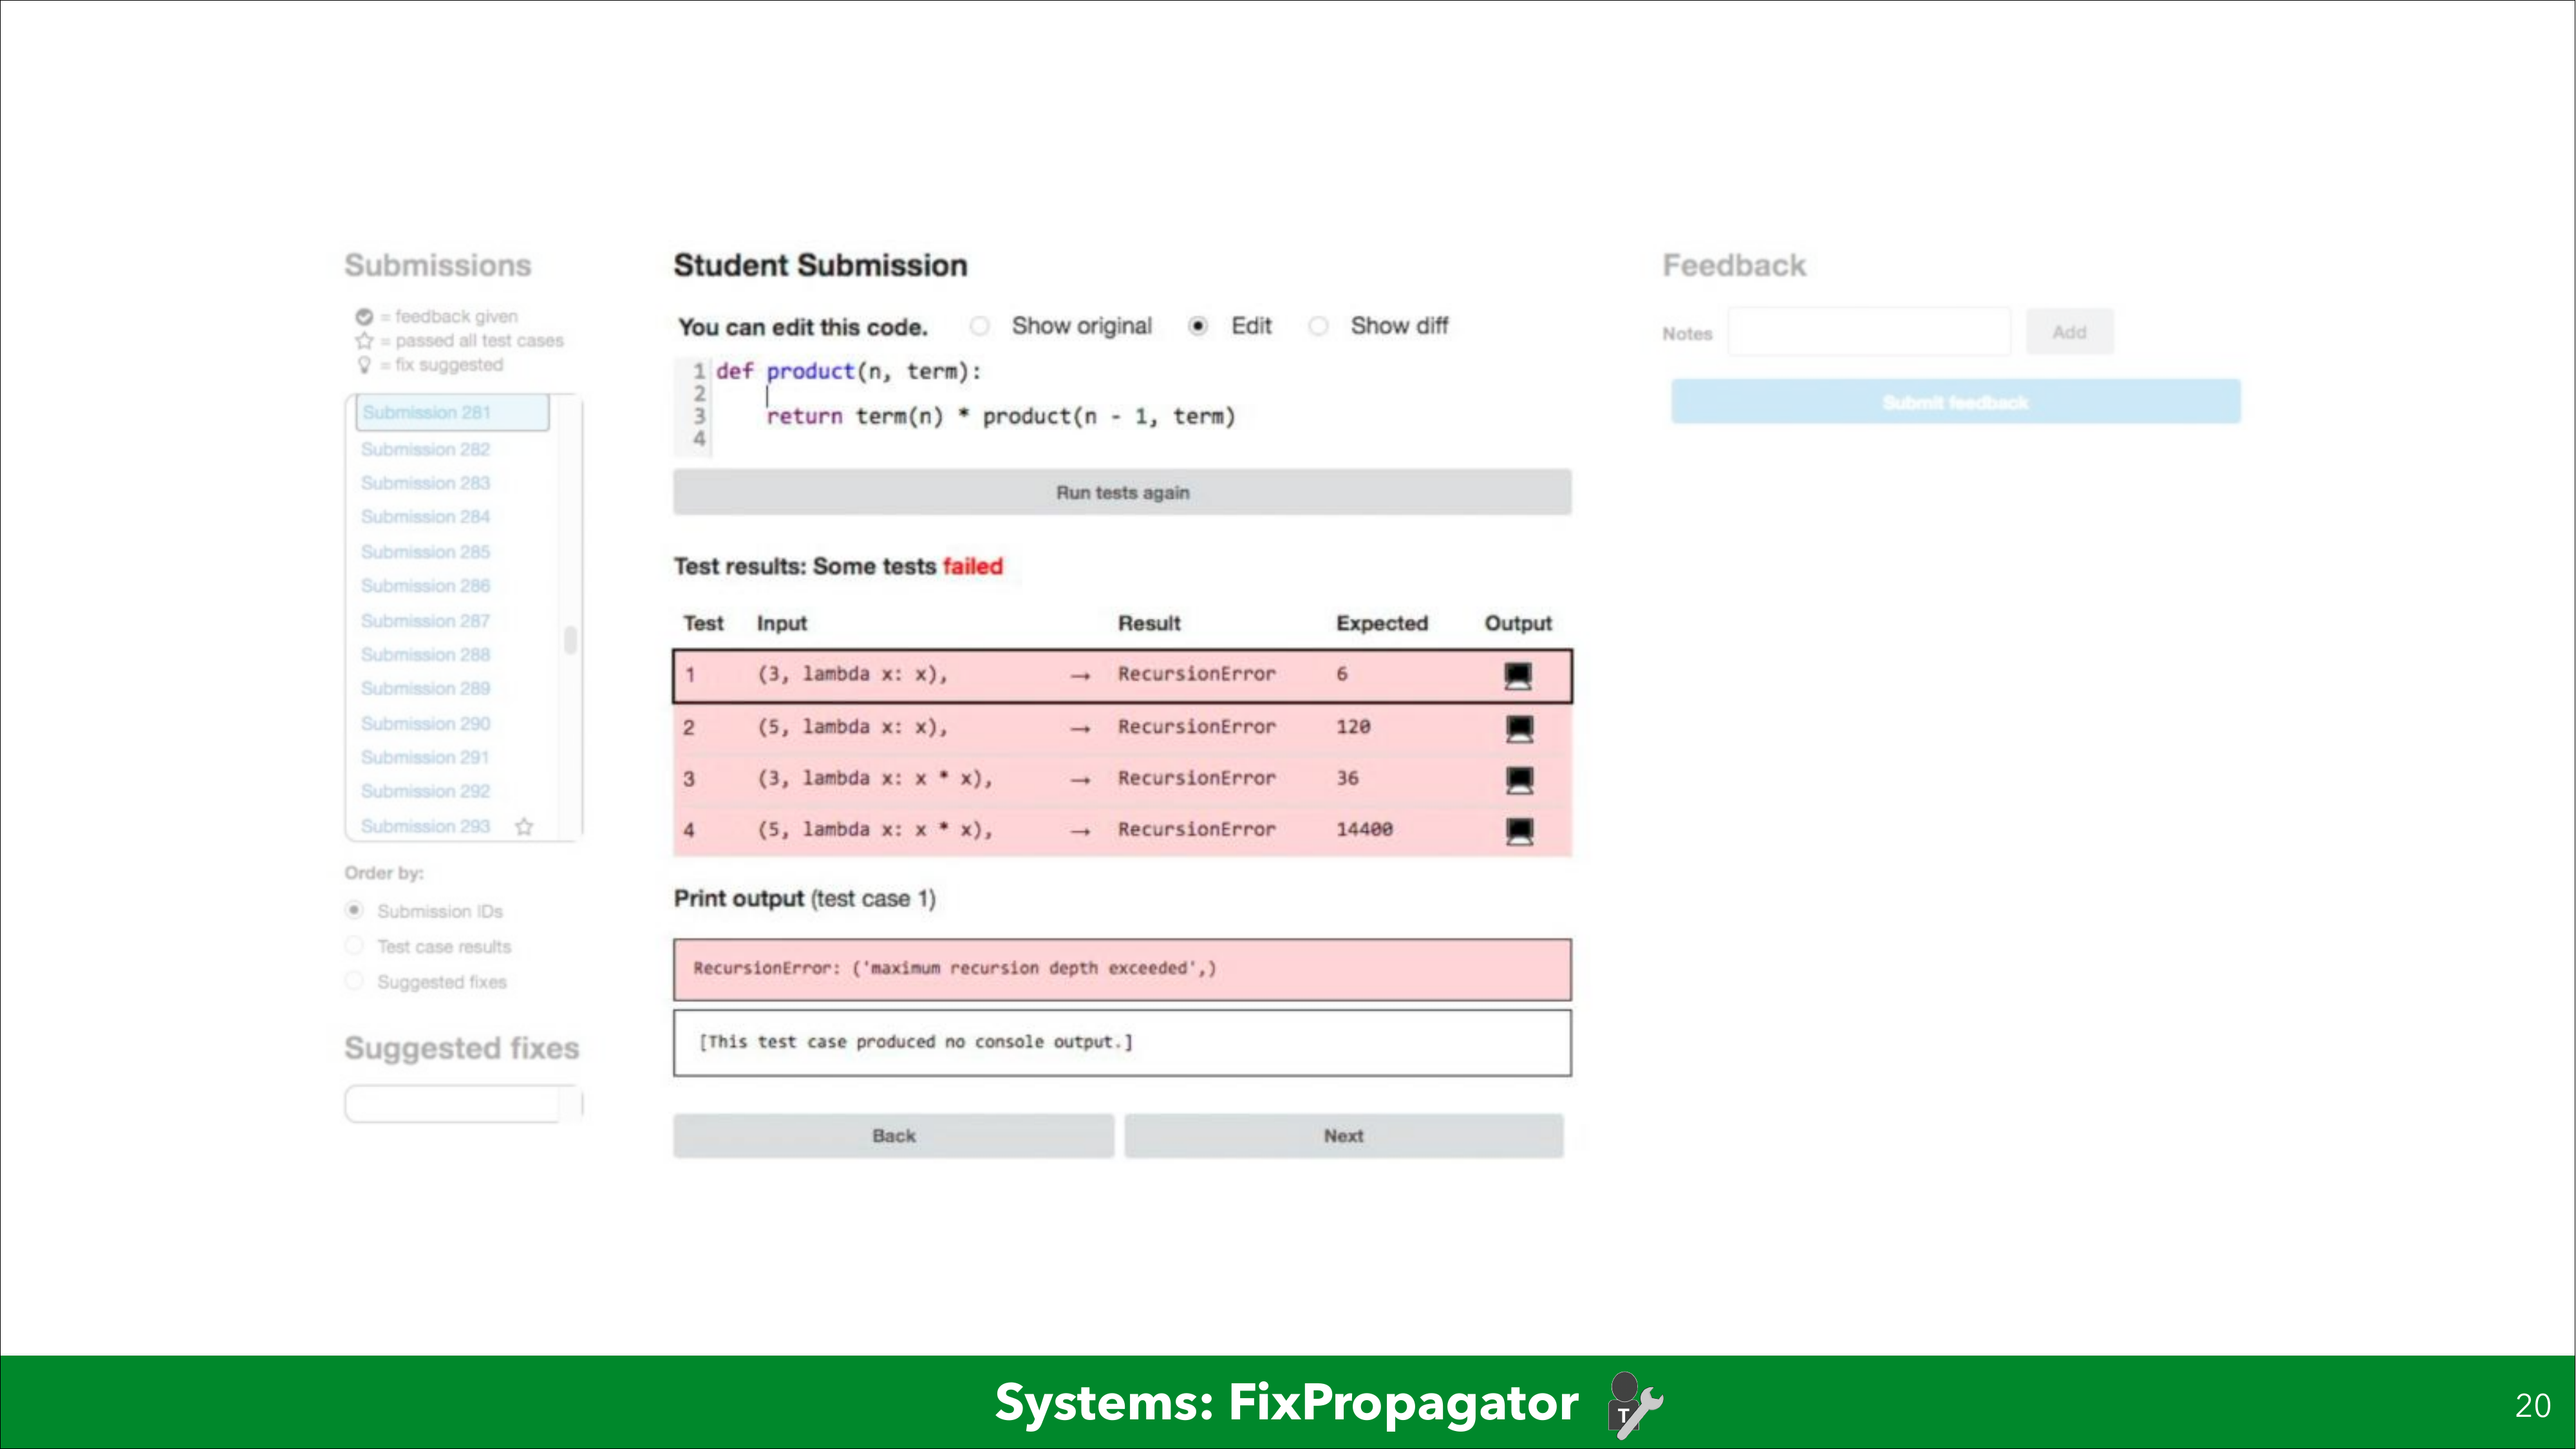 Submissions
= feedback given
= passed all test cases
= fix suggested
Submission 281
Submission 282
Submission 283
Submission 284
Submission 285
Submission 286
Submission 287
Submission 288
Submission 289
Submission 290
Submission 291
Submission 292
Submission 293
Order by:
Submission IDs
Test case results
Suggested fixes
Suggested fixes
Student Submission
You can edit this code. Show original Edit Show diff
1 def product(n, term):
2
3 return term(n) * product(n - 1, term)
4
Run tests again
Test results: Some tests failed
Test Input Result Expected Output
1 (3, lambda x: x), → RecursionError 6
2 (5, lambda x: x), → RecursionError 120
3 (3, lambda x: x * x), → RecursionError 36
4 (5, lambda x: x * x), → RecursionError 14400
Print output (test case 1)
RecursionError: ('maximum recursion depth exceeded',)
[This test case produced no console output.]
Back Next
Feedback
Notes Add
Submit feedback
Systems: FixPropagator T
20